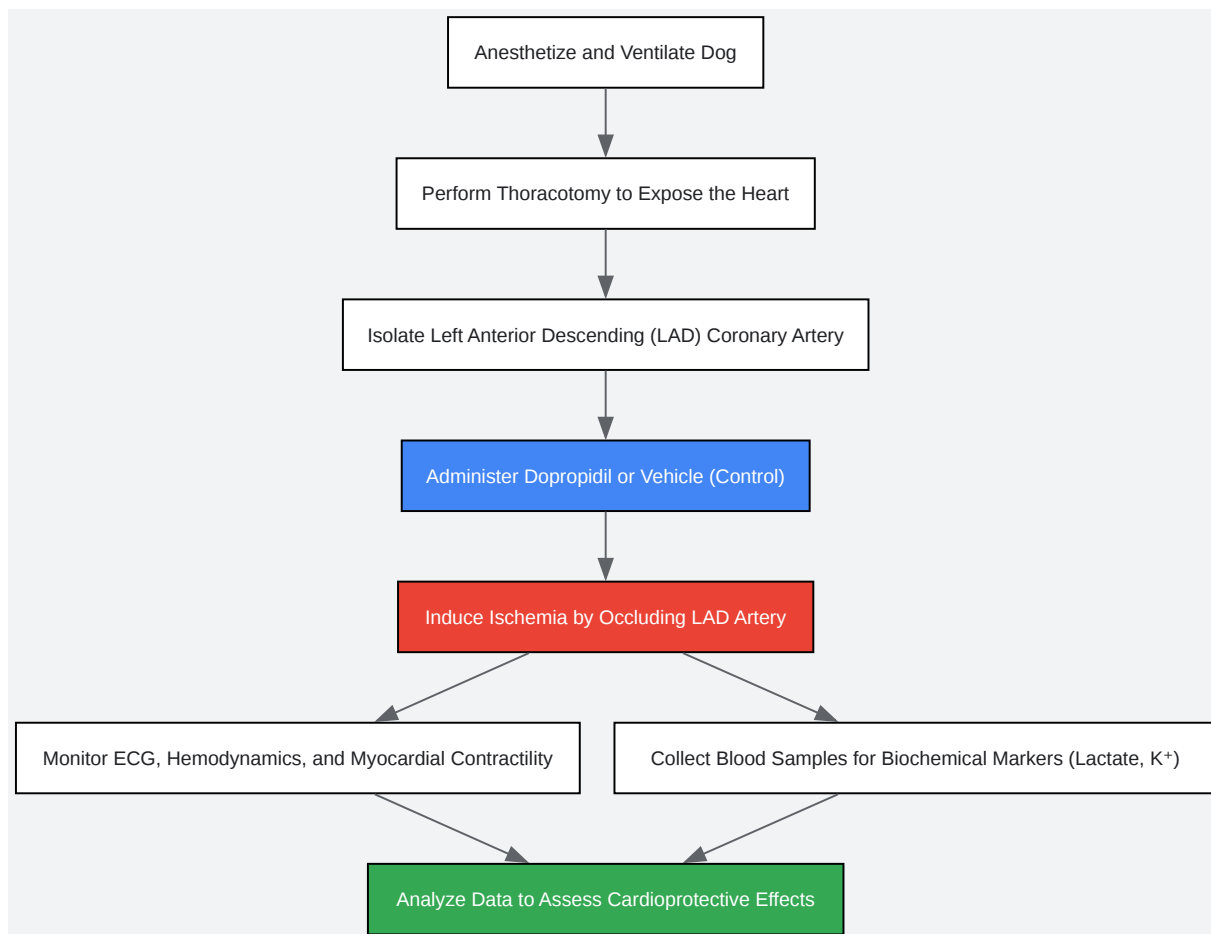 Anesthetize and Ventilate Dog
Perform Thoracotomy to Expose the Heart
Isolate Left Anterior Descending (LAD) Coronary Artery
Administer Dopropidil or Vehicle (Control)
Induce Ischemia by Occluding LAD Artery
Monitor ECG, Hemodynamics, and Myocardial Contractility
Collect Blood Samples for Biochemical Markers (Lactate, K⁺)
Analyze Data to Assess Cardioprotective Effects